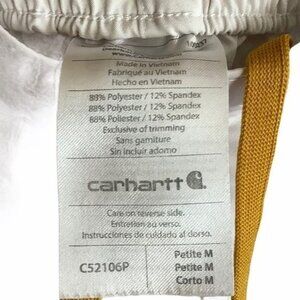 Made in Vietnam
Fabriqué au Vietnam
Hecho en Vietnam
88% Polyester / 12% Spandex
88% Polyester / 12% Spandex
88% Poliester / 12% Spandex
Exclusive of trimming
Sans garniture
Sin incluir adorno
carhartt
Care on reverse side.
Entretien au verso.
Instrucciones de cuidado al dorso.
C52106P
Petite M
Petite M
Corto M